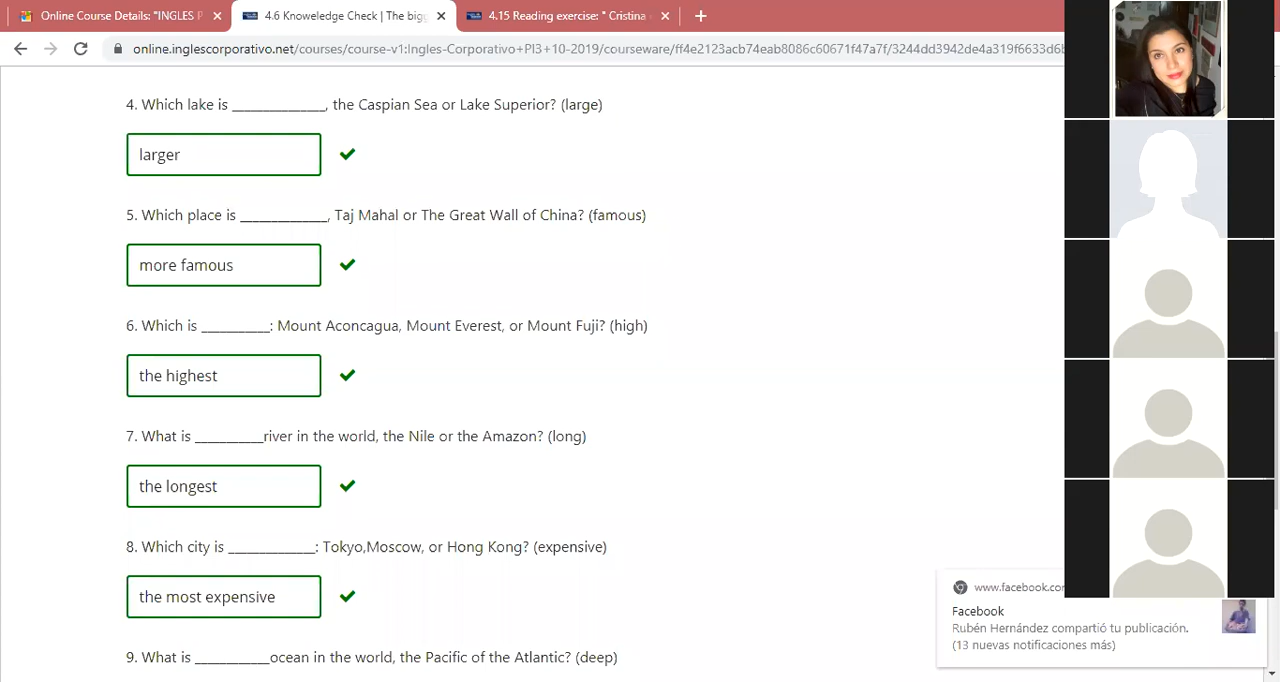 Online Course Details: "INGLES P
4.6 Knoweledge Check | The bigg
4.15 Reading exercise: " Cristina
online.inglescorporativo.net/courses/course-v1:Ingles-Corporativo+PI3+10-2019/courseware/ff4e2123acb74eab8086c60671f47a7f/3244dd3942de4a319f6633d6b
4. Which lake is ______________, the Caspian Sea or Lake Superior? (large)
larger
5. Which place is _____________, Taj Mahal or The Great Wall of China? (famous)
more famous
6. Which is __________: Mount Aconcagua, Mount Everest, or Mount Fuji? (high)
the highest
7. What is __________river in the world, the Nile or the Amazon? (long)
the longest
8. Which city is _____________: Tokyo,Moscow, or Hong Kong? (expensive)
the most expensive
9. What is ___________ocean in the world, the Pacific of the Atlantic? (deep)
www.facebook.com
Facebook
Rubén Hernández compartió tu publicación.
(13 nuevas notificaciones más)